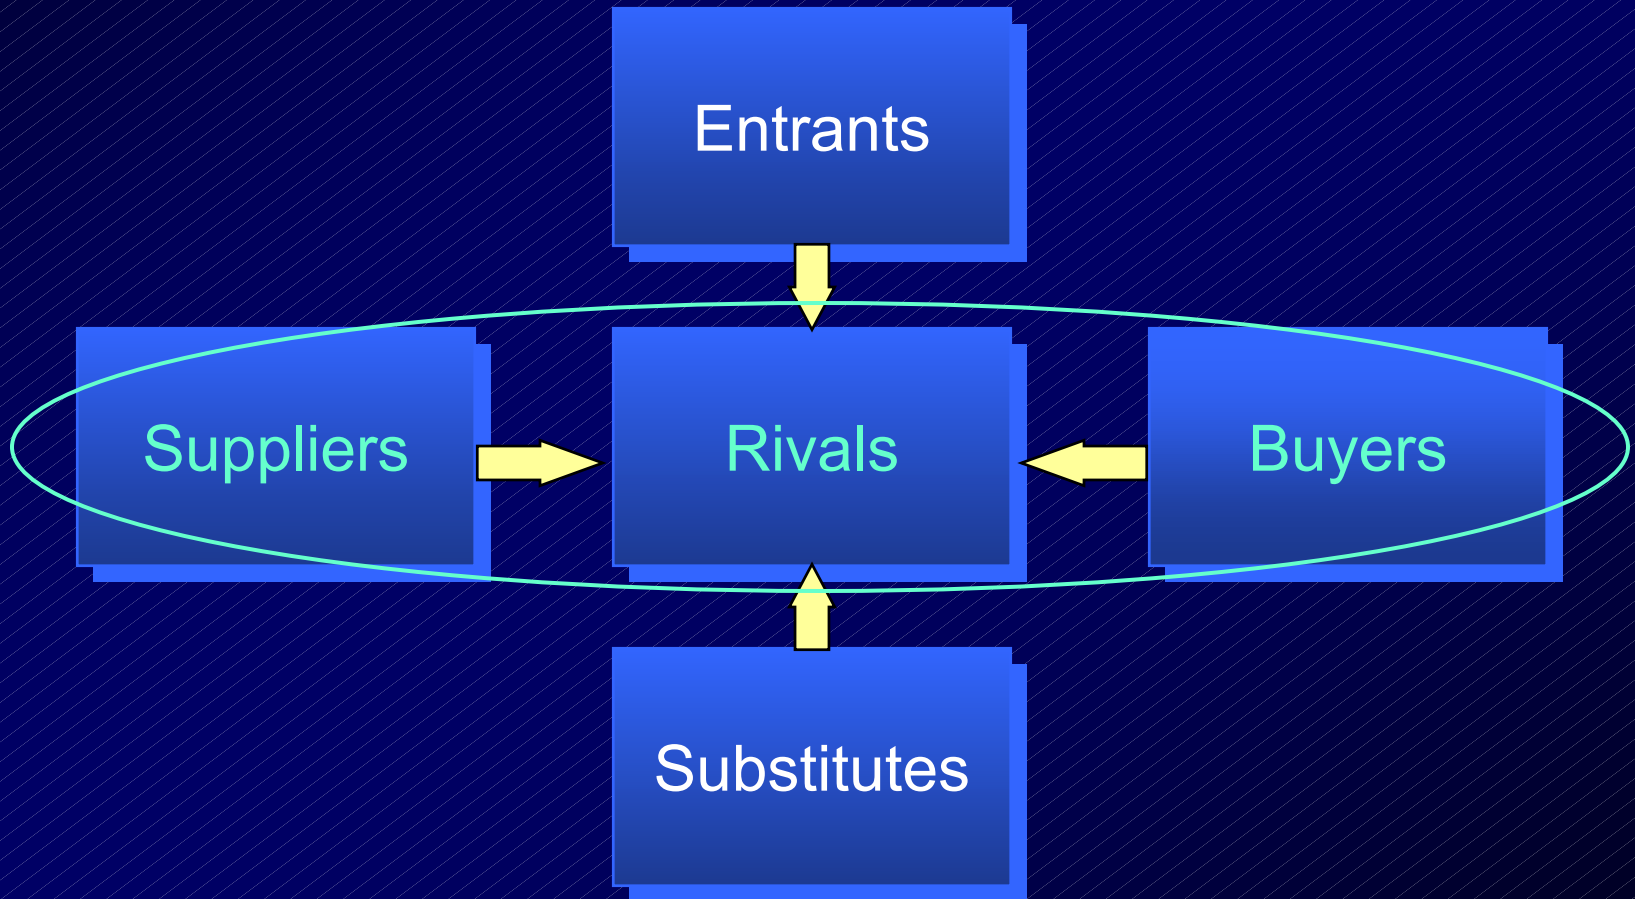 Entrants
Suppliers
Rivals
Buyers
Substitutes